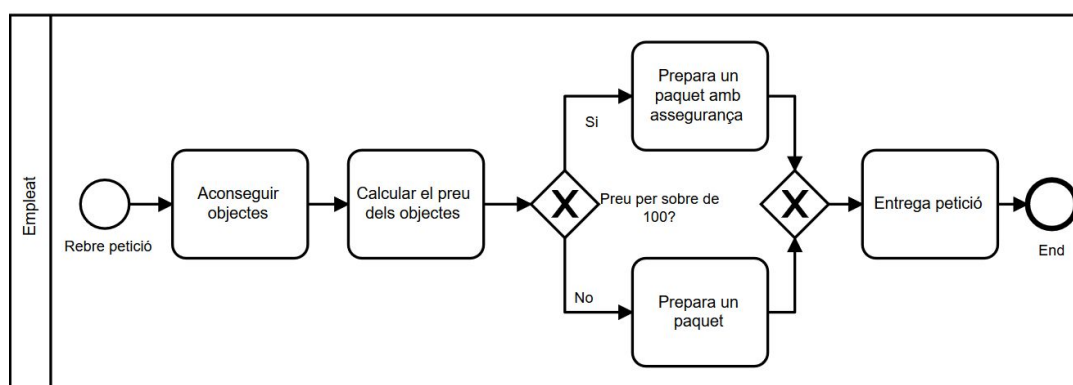 Empleat
Rebre petició
Aconseguir
objectes
Calcular el preu
dels objectes
Si
Preu per sobre de
100?
No
Prepara un
paquet amb
assegurança
Prepara un
paquet
Entrega petició
End